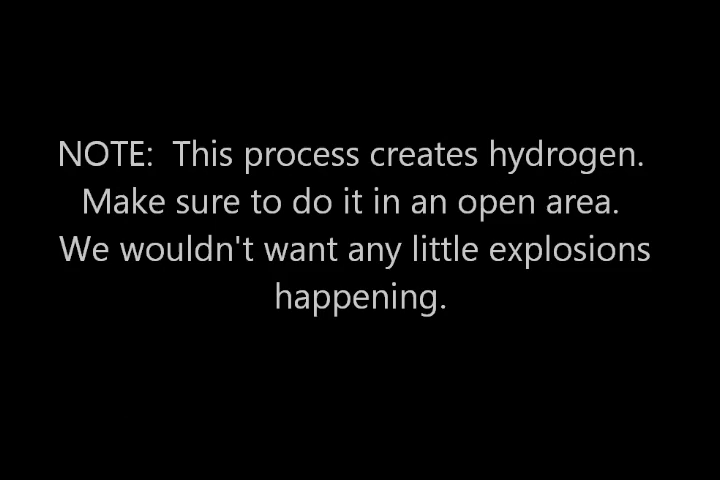 NOTE:  This process creates hydrogen.
Make sure to do it in an open area.
We wouldn't want any little explosions
happening.